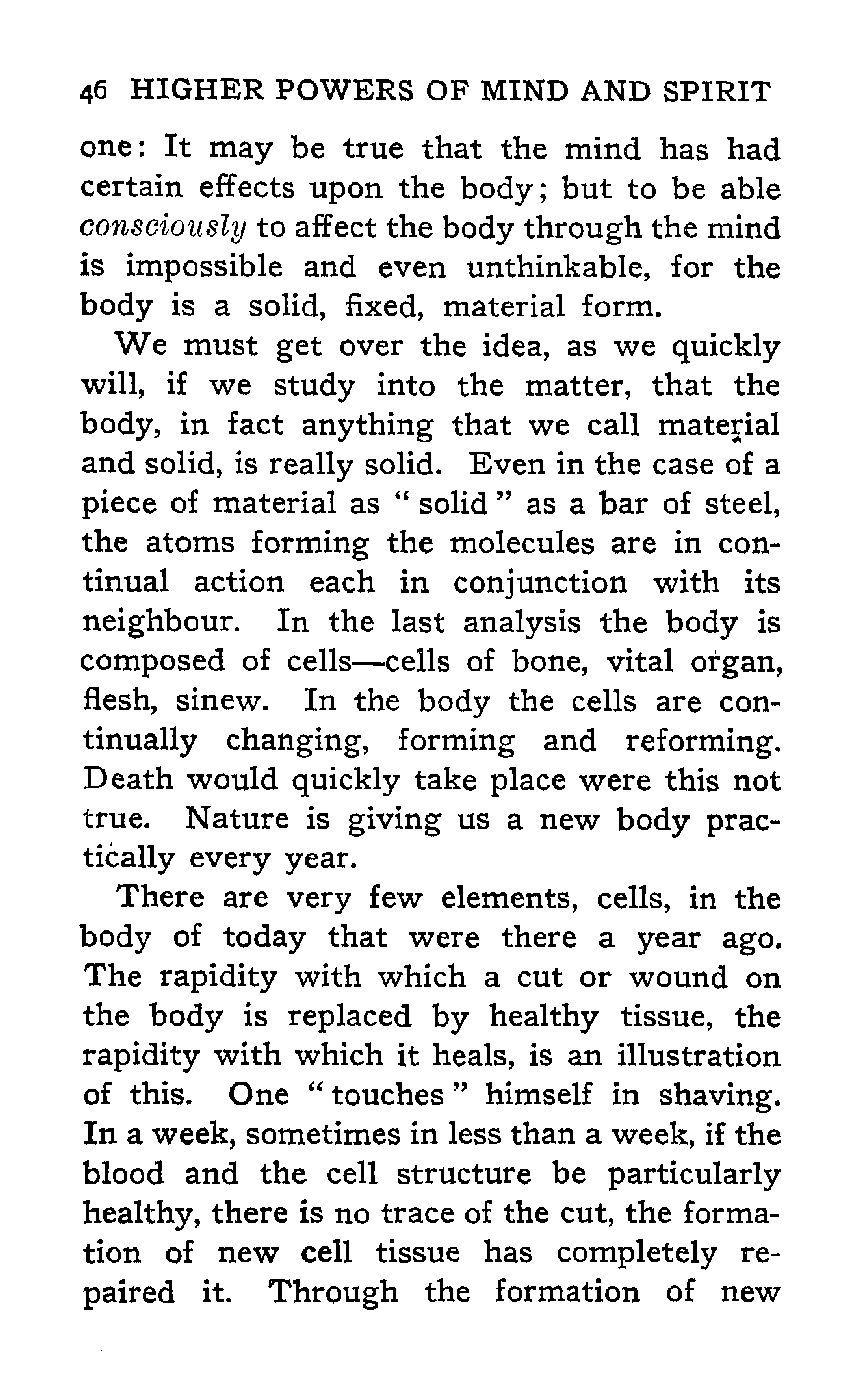 46 HIGHER POWERS OF MIND AND SPIRIT
one: It may be true that the mind has had
certain effects upon the body; but to be able
consciously to affect the body through the mind
is impossible and even unthinkable, for the
body is a solid, fixed, material form.
We must get over the idea, as we quickly
will, if we study into the matter, that the
body, in fact anything that we call material
and solid, is really solid. Even in the case of a
piece of material as “ solid ” as a bar of steel,
the atoms forming the molecules are in con-
tinual action each in conjunction with its
neighbour. In the last analysis the body is
composed of cells—cells of bone, vital organ,
flesh, sinew. In the body the cells are con-
tinually changing, forming and reforming.
Death would quickly take place were this not
true. Nature is giving us a new body prac-
tically every year.
There are very few elements, cells, in the
body of today that were there a year ago.
The rapidity with which a cut or wound on
the body is replaced by healthy tissue, the
rapidity with which it heals, is an illustration
of this. One “ touches ” himself in shaving.
In a week, sometimes in less than a week, if the
blood and the cell structure be particularly
healthy, there is no trace of the cut, the forma-
tion of new cell tissue has completely re-
paired it. Through the formation of new